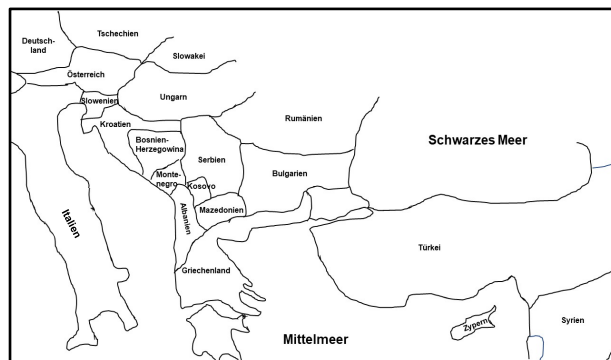 Deutsch-
land
Tschechien
Slowakei
Österreich
Slowenien
Ungarn
Kroatien
Rumänien
Bosnien-
Herzegowina
Serbien
Schwarzes Meer
Monte-
negro
Kosovo
Bulgarien
Albanien
Mazedonien
Italien
Griechenland
Türkei
Mittelmeer
Zypern
Syrien